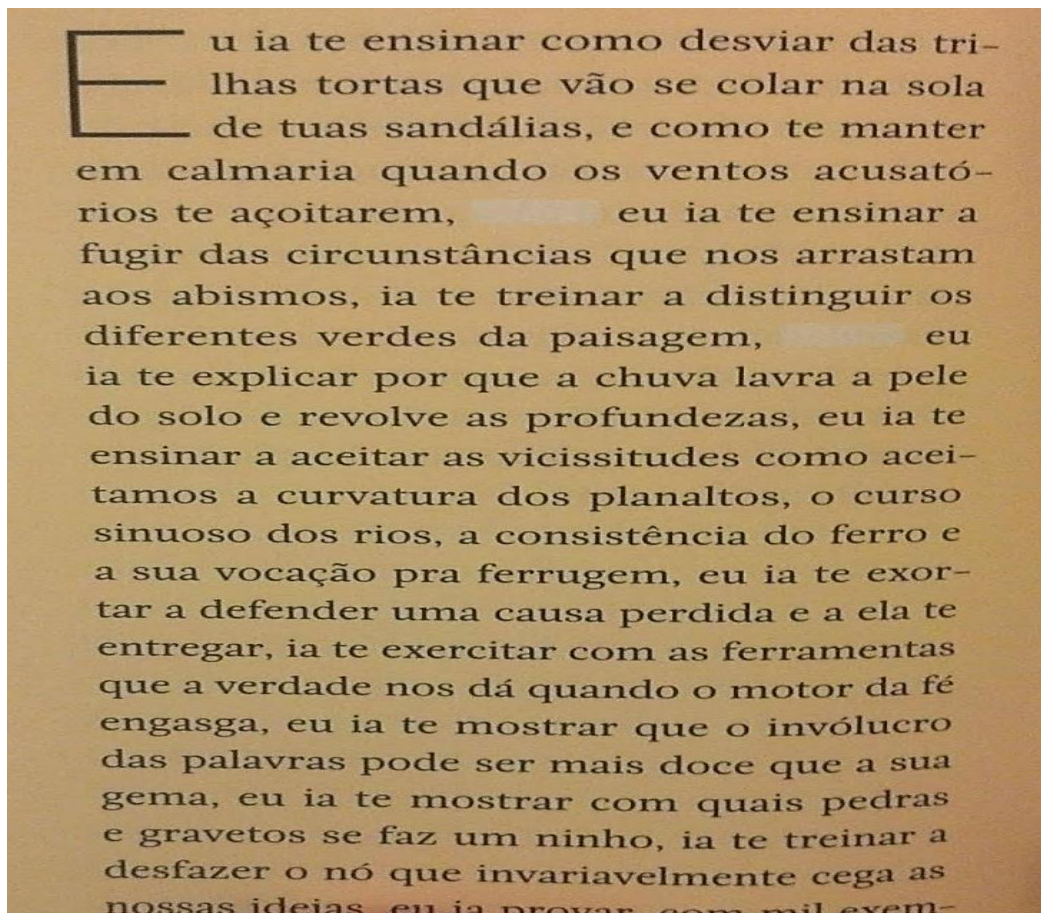 Eu ia te ensinar como desviar das tri-
lhas tortas que vão se colar na sola
de tuas sandálias, e como te manter
em calmaria quando os ventos acusató-
rios te açoitarem, eu ia te ensinar a
fugir das circunstâncias que nos arrastam
aos abismos, ia te treinar a distinguir os
diferentes verdes da paisagem, eu
ia te explicar por que a chuva lavra a pele
do solo e revolve as profundezas, eu ia te
ensinar a aceitar as vicissitudes como acei-
tamos a curvatura dos planaltos, o curso
sinuoso dos rios, a consistência do ferro e
a sua vocação pra ferrugem, eu ia te exor-
tar a defender uma causa perdida e a ela te
entregar, ia te exercitar com as ferramentas
que a verdade nos dá quando o motor da fé
engasga, eu ia te mostrar que o invólucro
das palavras pode ser mais doce que a sua
gema, eu ia te mostrar com quais pedras
e gravetos se faz um ninho, ia te treinar a
desfazer o nó que invariavelmente cega as
nossas ideias, eu ia provar, com mil exem-